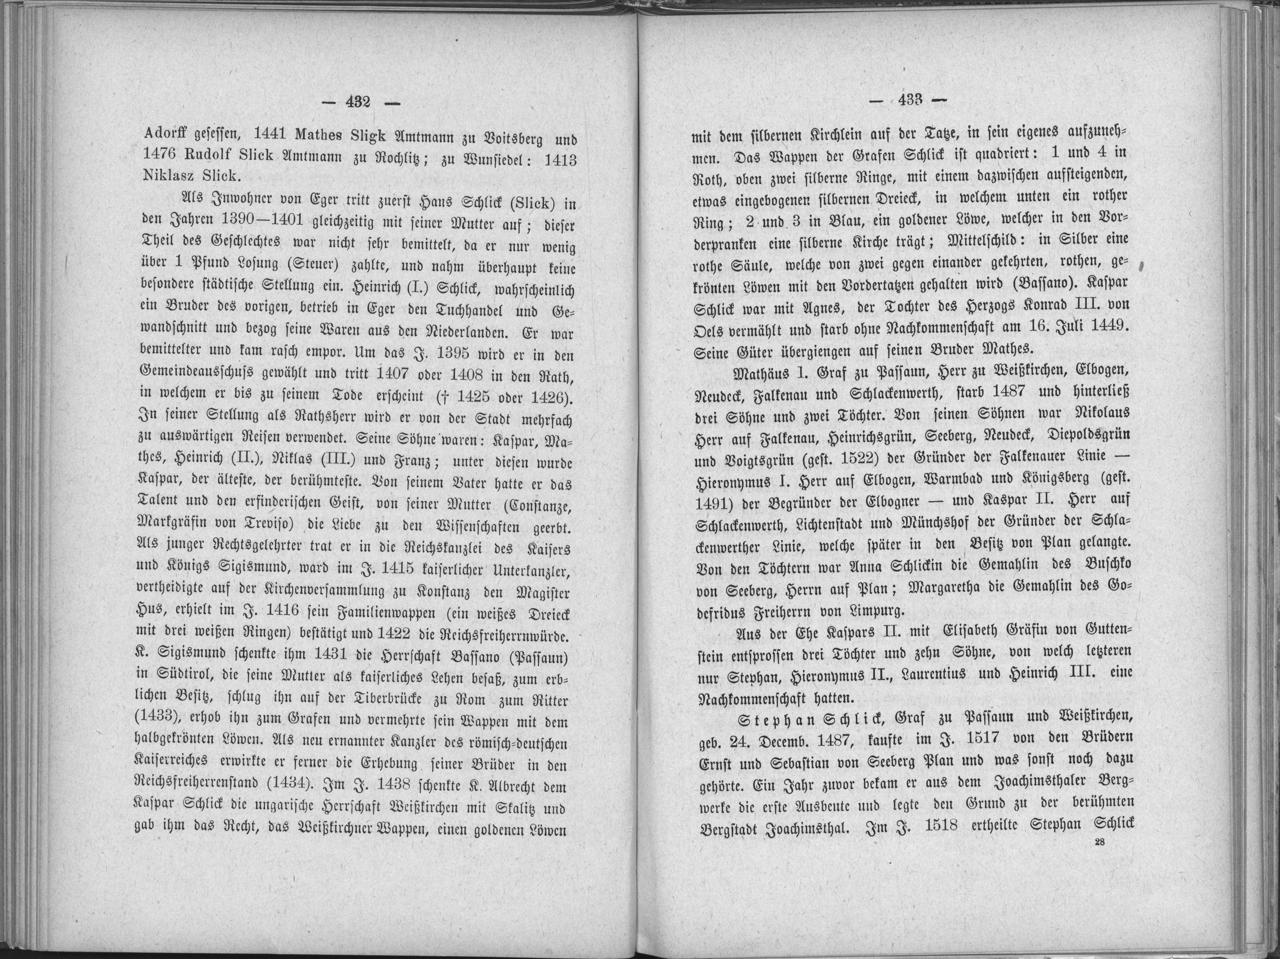 — 432 —
Adorff gesessen, 1441 Mathes Sligk Amtmann zu Voitsberg und
1476 Rudolf Slick Amtmann zu Rochlitz; zu Wunsiedel: 1413
Niklasz Slick.
Als Inwohner von Eger tritt zuerst Hans Schlick (Slick) in
den Jahren 1390—1401 gleichzeitig mit seiner Mutter auf; dieser
Theil des Geschlechtes war nicht sehr bemittelt, da er nur wenig
über 1 Pfund Losung (Steuer) zahlte, und nahm überhaupt keine
besondere städtische Stellung ein. Heinrich (I.) Schlick, wahrscheinlich
ein Bruder des vorigen, betrieb in Eger den Tuchhandel und Ge-
wandschnitt und bezog seine Waren aus den Niederlanden. Er war
bemittelter und kam rasch empor. Um das J. 1395 wird er in den
Gemeindeausschuss gewählt und tritt 1407 oder 1408 in den Rath,
in welchem er bis zu seinem Tode erscheint († 1425 oder 1426).
In seiner Stellung als Rathsherr wird er von der Stadt mehrfach
zu auswärtigen Reisen verwendet. Seine Söhne waren: Kaspar, Ma-
thes, Heinrich (II.), Niklas (III.) und Franz; unter diesen wurde
Kaspar, der älteste, der berühmteste. Von seinem Vater hatte er das
Talent und den erfinderischen Geist, von seiner Mutter (Constanze,
Markgräfin von Treviso) die Liebe zu den Wissenschaften geerbt.
Als junger Rechtsgelehrter trat er in die Reichskanzlei des Kaisers
und Königs Sigismund, ward im J. 1415 kaiserlicher Unterkanzler,
vertheidigte auf der Kirchenversammlung zu Konstanz den Magister
Hus, erhielt im J. 1416 sein Familienwappen (ein weißes Dreieck
mit drei weißen Ringen) bestätigt und 1422 die Reichsfreiherrnwürde.
K. Sigismund schenkte ihm 1431 die Herrschaft Bassano (Passaun)
in Südtirol, die seine Mutter als kaiserliches Lehen besaß, zum erb-
lichen Besitz, schlug ihn auf der Tiberbrücke zu Rom zum Ritter
(1433), erhob ihn zum Grafen und vermehrte sein Wappen mit dem
halbgekrönten Löwen. Als neu ernannter Kanzler des römisch-deutschen
Kaiserreiches erwirkte er ferner die Erhebung seiner Brüder in den
Reichsfreiherrenstand (1434). Im J. 1438 schenkte K. Albrecht dem
Kaspar Schlick die ungarische Herrschaft Weißkirchen mit Skalitz und
gab ihm das Recht, das Weißkirchner Wappen, einen goldenen Löwen
— 433 —
mit dem silbernen Kirchlein auf der Tatze, in sein eigenes aufzuneh-
men. Das Wappen der Grafen Schlick ist quadriert: 1 und 4 in
Roth, oben zwei silberne Ringe, mit einem dazwischen aufsteigenden,
etwas eingebogenen silbernen Dreieck, in welchem unten ein rother
Ring; 2 und 3 in Blau, ein goldener Löwe, welcher in den Vor-
derpranken eine silberne Kirche trägt; Mittelschild: in Silber eine
rothe Säule, welche von zwei gegen einander gekehrten, rothen, ge-
krönten Löwen mit den Vordertatzen gehalten wird (Bassano). Kaspar
Schlick war mit Agnes, der Tochter des Herzogs Konrad III. von
Oels vermählt und starb ohne Nachkommenschaft am 16. Juli 1449.
Seine Güter übergiengen auf seinen Bruder Mathes.
Mathäus I. Graf zu Passaun, Herr zu Weißkirchen, Elbogen,
Neudeck, Falkenau und Schlackenwerth, starb 1487 und hinterließ
drei Söhne und zwei Töchter. Von seinen Söhnen war Nikolaus
Herr auf Falkenau, Heinrichsgrün, Seeberg, Neudeck, Diepoldsgrün
und Voigtsgrün (gest. 1522) der Gründer der Falkenauer Linie —
Hieronymus I. Herr auf Elbogen, Warmbad und Königsberg (gest.
1491) der Begründer der Elbogner — und Kaspar II. Herr auf
Schlackenwerth, Lichtenstadt und Münchshof der Gründer der Schla-
ckenwerther Linie, welche später in den Besitz von Plan gelangte.
Von den Töchtern war Anna Schlickin die Gemahlin des Buschko
von Seeberg, Herrn auf Plan; Margaretha die Gemahlin des Go-
defridus Freiherrn von Limpurg.
Aus der Ehe Kaspars II. mit Elisabeth Gräfin von Gutten-
stein entsprossen drei Töchter und zehn Söhne, von welch letzteren
nur Stephan, Hieronymus II., Laurentius und Heinrich III. eine
Nachkommenschaft hatten.
Stephan Schlick, Graf zu Passaun und Weißkirchen,
geb. 24. Decemb. 1487, kaufte im J. 1517 von den Brüdern
Ernst und Sebastian von Seeberg Plan und was sonst noch dazu
gehörte. Ein Jahr zuvor bekam er aus dem Joachimsthaler Berg-
werke die erste Ausbeute und legte den Grund zu der berühmten
Bergstadt Joachimsthal. Im J. 1518 ertheilte Stephan Schlick
28